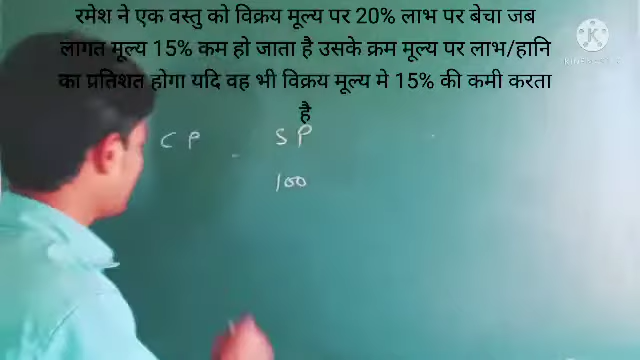 रमेश ने एक वस्तु को विक्रय मूल्य पर 20% लाभ पर बेचा जब
लागत मूल्य 15% कम हो जाता है उसके क्रम मूल्य पर लाभ/हानि
का प्रतिशत होगा यदि वह भी विक्रय मूल्य मे 15% की कमी करता
है
CP SP
100